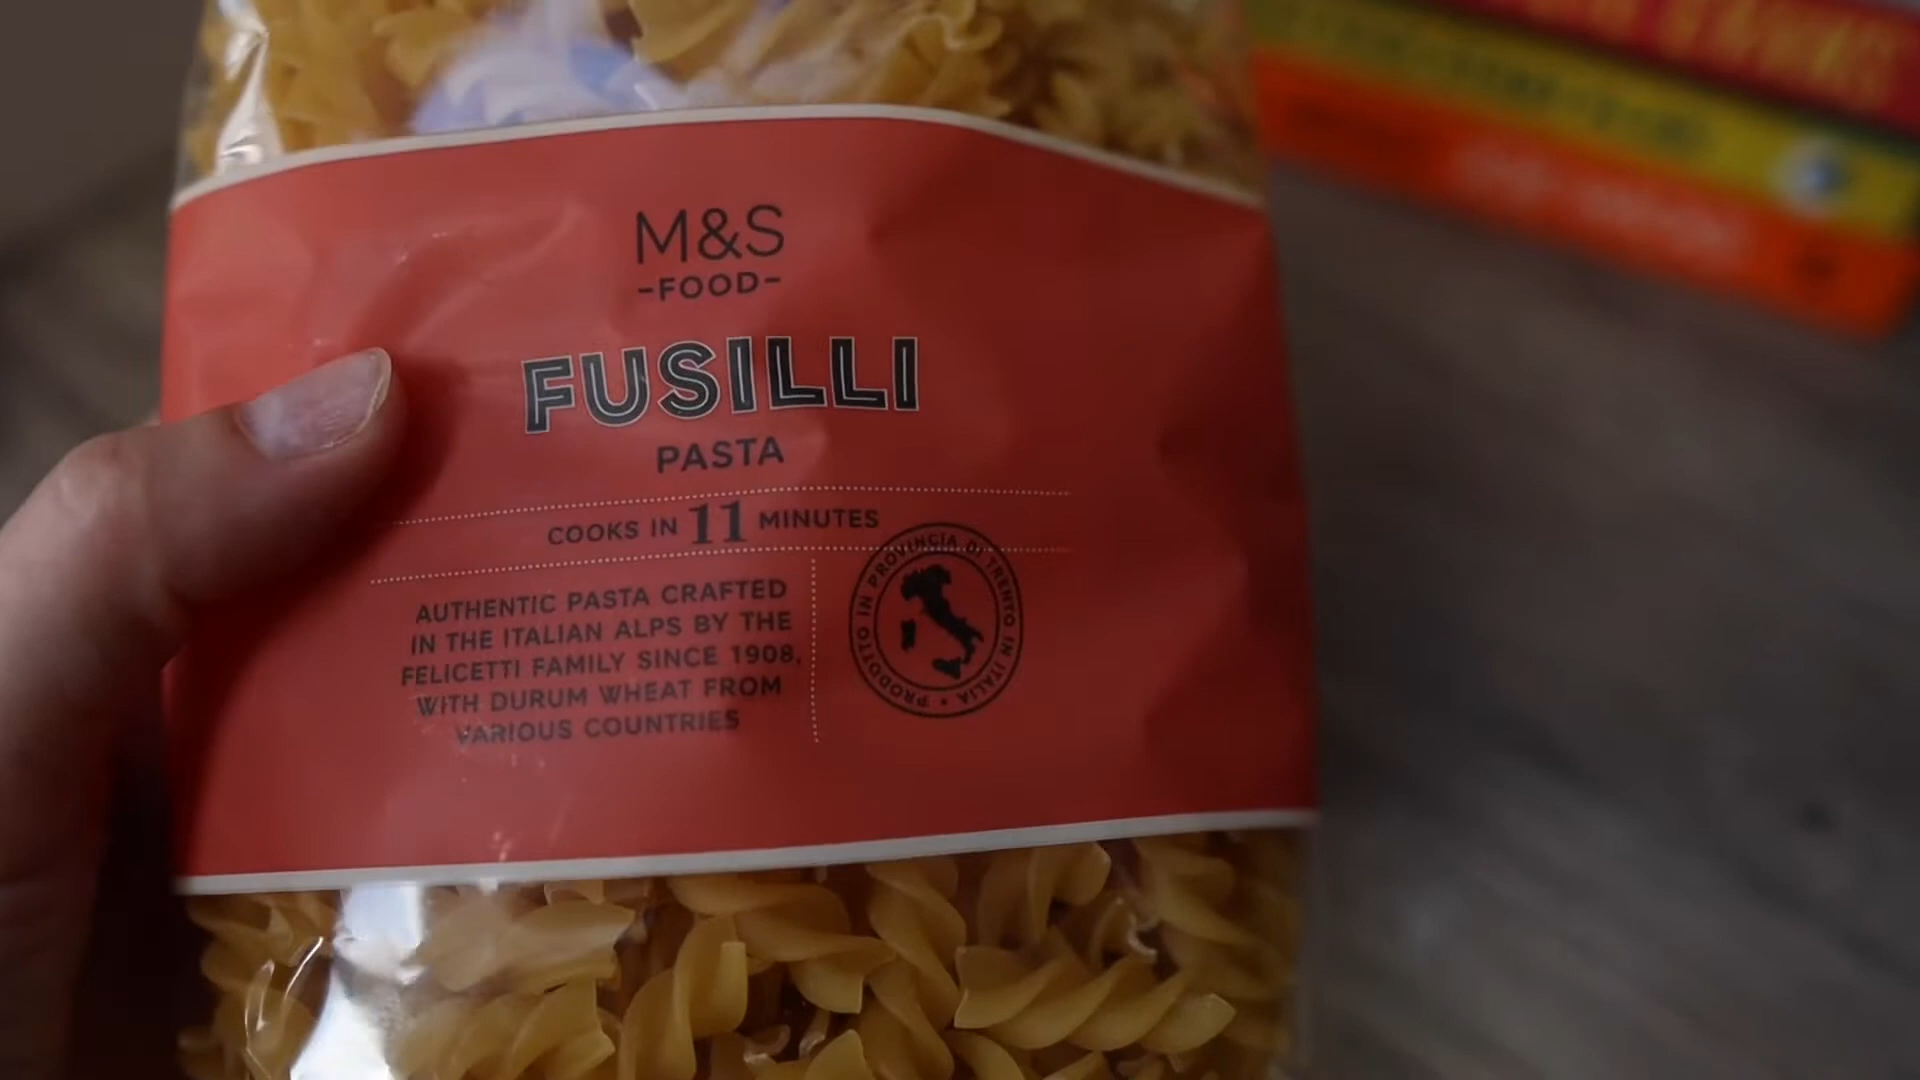 M&S
-FOOD-
FUSILLI
PASTA
COOKS IN 11 MINUTES
AUTHENTIC PASTA CRAFTED
IN THE ITALIAN ALPS BY THE
FELICETTI FAMILY SINCE 1908,
WITH DURUM WHEAT FROM
VARIOUS COUNTRIES
PRODOTTO IN PROVINCIA DI TRENTO IN ITALIA •